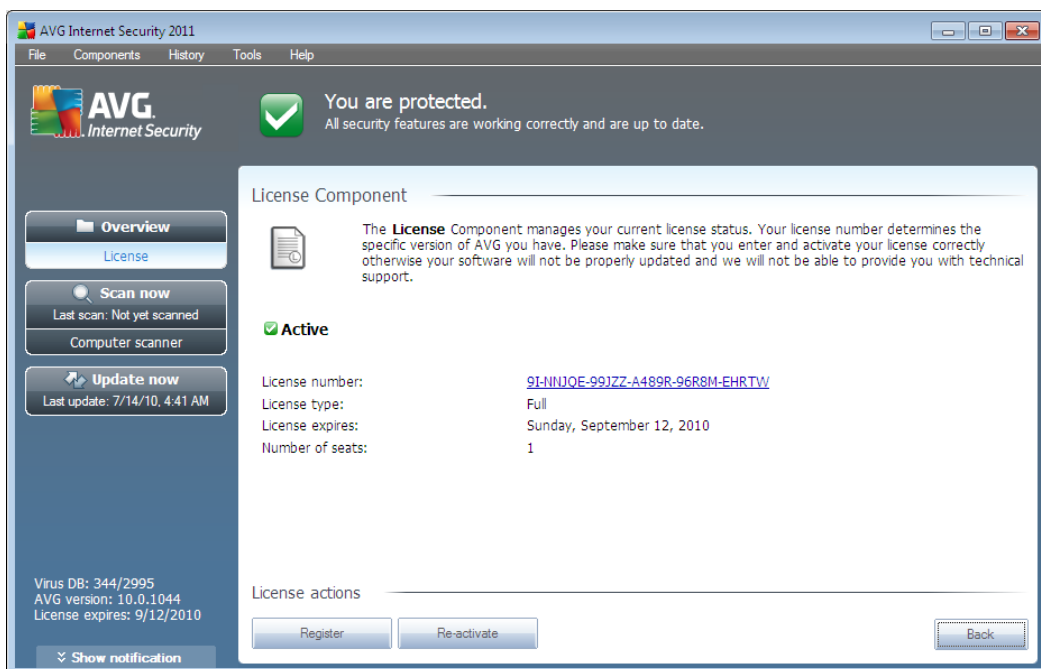 AVG Internet Security 2011
File Components History Tools Help
AVG.
Internet Security
You are protected.
All security features are working correctly and are up to date.
Overview
License
Scan now
Last scan: Not yet scanned
Computer scanner
Update now
Last update: 7/14/10, 4:41 AM
Virus DB: 344/2995
AVG version: 10.0.1044
License expires: 9/12/2010
Show notification
License Component
The License Component manages your current license status. Your license number determines the
specific version of AVG you have. Please make sure that you enter and activate your license correctly
otherwise your software will not be properly updated and we will not be able to provide you with technical
support.
Active
License number: 9I-NNJQE-99JZZ-A489R-96R8M-EHRTW
License type: Full
License expires: Sunday, September 12, 2010
Number of seats: 1
License actions
Register Re-activate Back